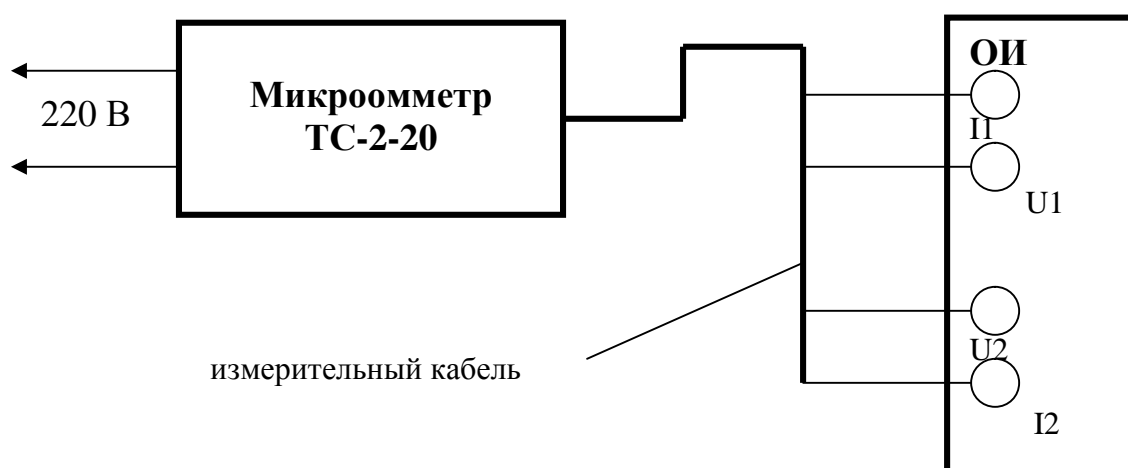 220 В
Микроомметр
ТС-2-20
ОИ
I1
U1
U2
I2
измерительный кабель